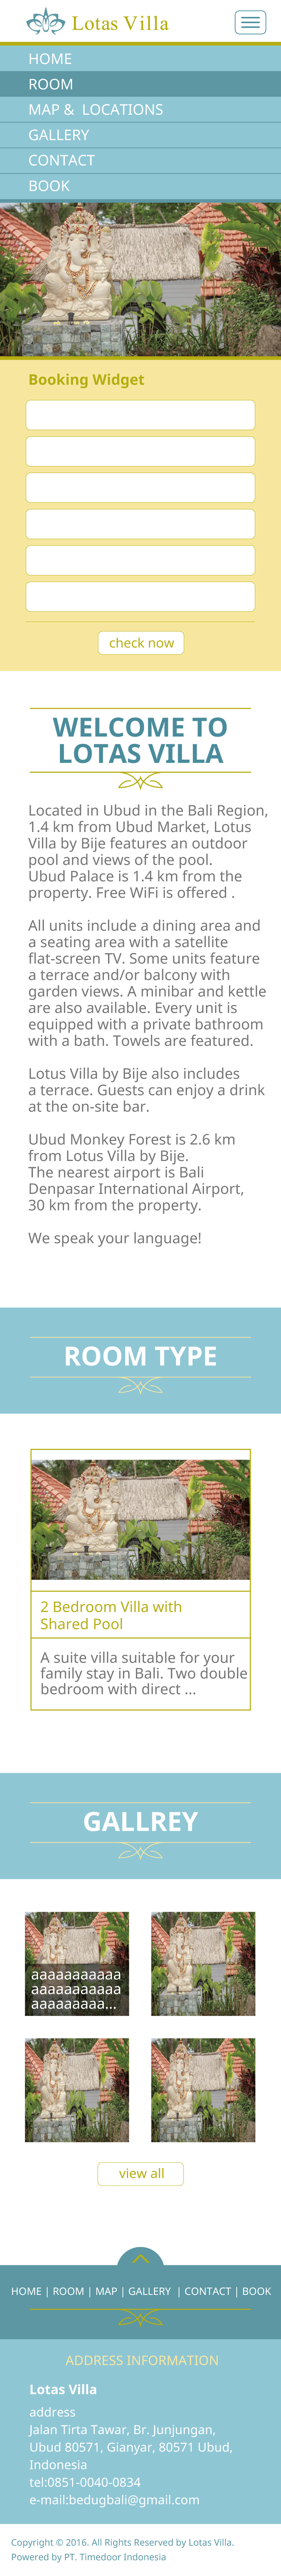 Lotas Villa
HOME
ROOM
MAP & LOCATIONS
GALLERY
CONTACT
BOOK
Booking Widget
check now
WELCOME TO
LOTAS VILLA
Located in Ubud in the Bali Region,
1.4 km from Ubud Market, Lotus
Villa by Bije features an outdoor
pool and views of the pool.
Ubud Palace is 1.4 km from the
property. Free WiFi is offered .
All units include a dining area and
a seating area with a satellite
flat-screen TV. Some units feature
a terrace and/or balcony with
garden views. A minibar and kettle
are also available. Every unit is
equipped with a private bathroom
with a bath. Towels are featured.
Lotus Villa by Bije also includes
a terrace. Guests can enjoy a drink
at the on-site bar.
Ubud Monkey Forest is 2.6 km
from Lotus Villa by Bije.
The nearest airport is Bali
Denpasar International Airport,
30 km from the property.
We speak your language!
ROOM TYPE
2 Bedroom Villa with
Shared Pool
A suite villa suitable for your
family stay in Bali. Two double
bedroom with direct ...
GALLREY
aaaaaaaaaaa
aaaaaaaaaaa
aaaaaaaaa...
view all
HOME | ROOM | MAP | GALLERY | CONTACT | BOOK
ADDRESS INFORMATION
Lotas Villa
address
Jalan Tirta Tawar, Br. Junjungan,
Ubud 80571, Gianyar, 80571 Ubud,
Indonesia
tel:0851-0040-0834
e-mail:bedugbali@gmail.com
Copyright © 2016. All Rights Reserved by Lotas Villa.
Powered by PT. Timedoor Indonesia